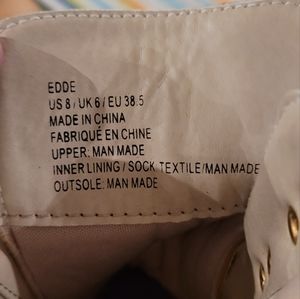 EDDE
US 8 / UK 6 / EU 38.5
MADE IN CHINA
FABRIQUÉ EN CHINE
UPPER: MAN MADE
INNER LINING / SOCK TEXTILE/MAN MADE
OUTSOLE: MAN MADE